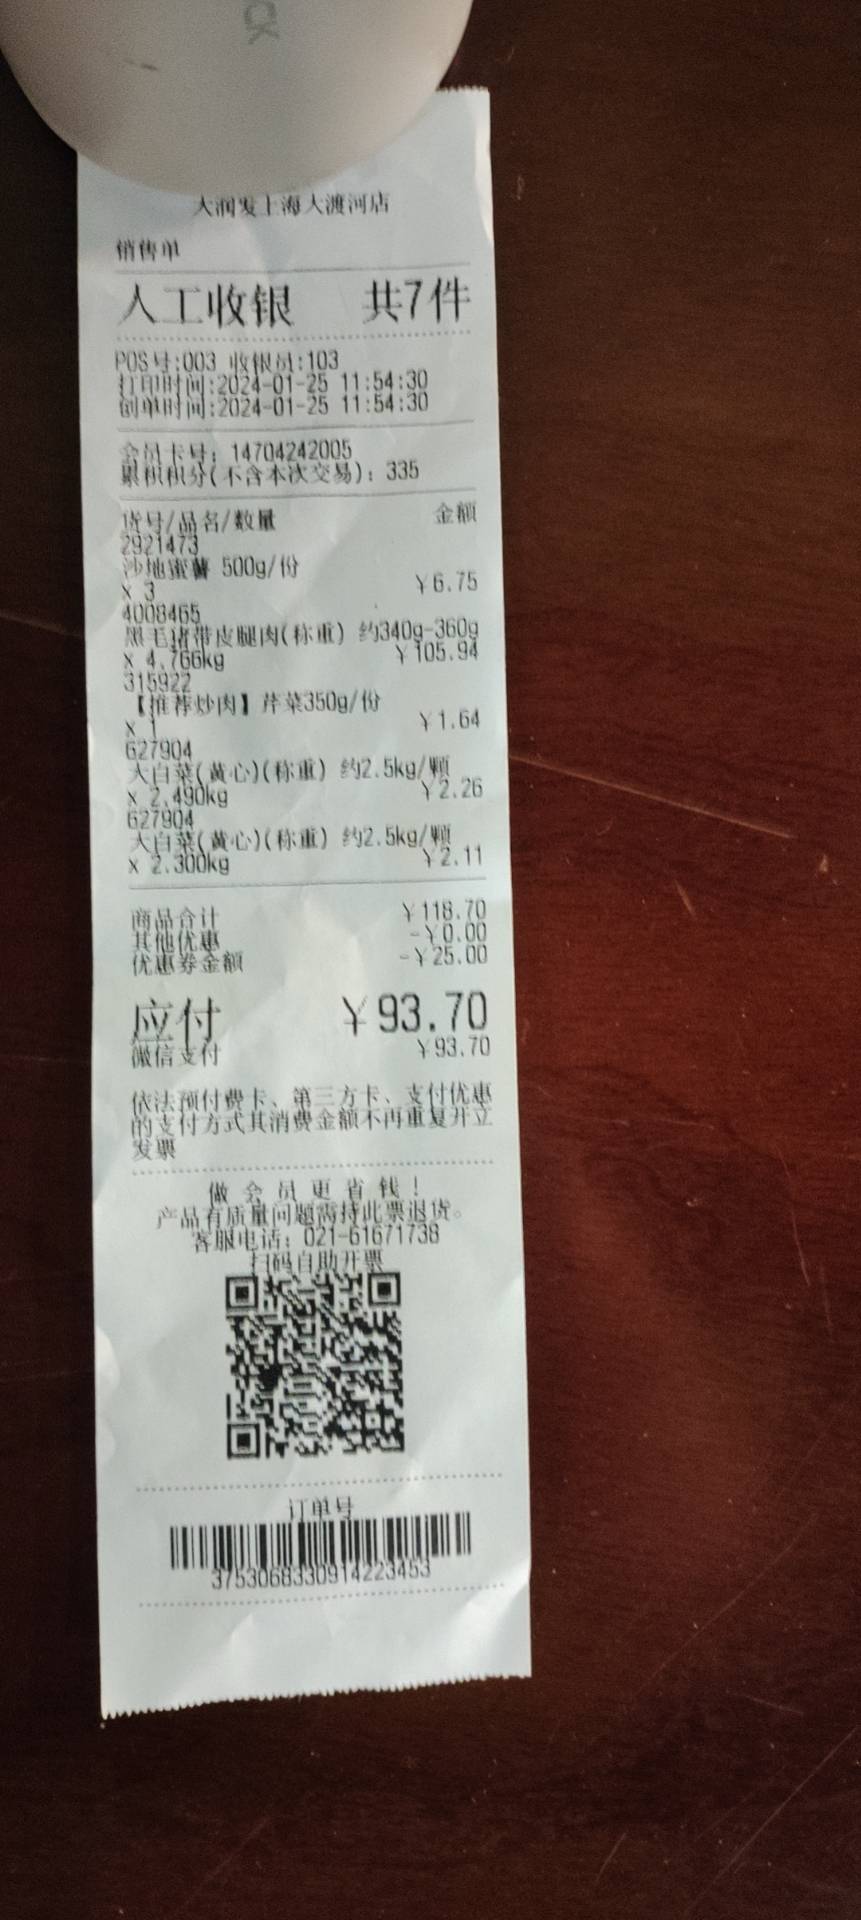 CK
大润发上海大渡河店
销售单
人工收银 共7件
POS号:003 收银员:103
打印时间:2024-01-25 11:54:30
创单时间:2024-01-25 11:54:30
会员卡号: 14704242005
累积积分(不含本次交易): 335
货号/品名/数量 金额
2921473
沙地蜜薯 500g/份
x 3 ¥6.75
4008465
黑毛猪带皮腿肉(称重) 约340g-360g
x 4.766kg ¥105.94
315922
【推荐炒肉】芹菜350g/份
x 1 ¥1.64
627904
大白菜(黄心)(称重) 约2.5kg/颗
x 2.490kg ¥2.26
627904
大白菜(黄心)(称重) 约2.5kg/颗
x 2.300kg ¥2.11
商品合计 ¥118.70
其他优惠 -¥0.00
优惠券金额 -¥25.00
应付 ¥93.70
微信支付 ¥93.70
依法预付费卡、第三方卡、支付优惠
的支付方式其消费金额不再重复开立
发票
做会员更省钱!
产品有质量问题需持此票退货。
客服电话: 021-61671738
扫码自助开票
订单号
3753068330914223453